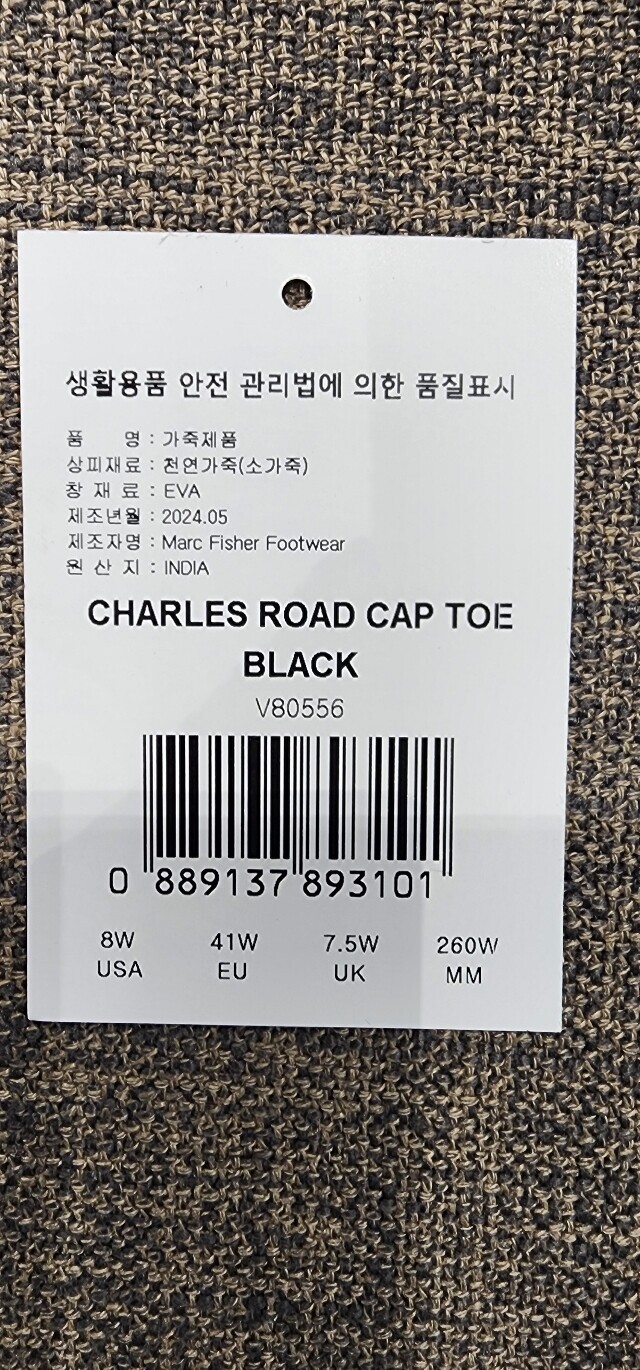 생활용품 안전 관리법에 의한 품질표시
품 명 : 가죽제품
상피재료 : 천연가죽(소가죽)
창 재 료 : EVA
제조년월 : 2024.05
제조자명 : Marc Fisher Footwear
원 산 지 : INDIA
CHARLES ROAD CAP TOE
BLACK
V80556
0 889137 893101
8W 41W 7.5W 260W
USA EU UK MM